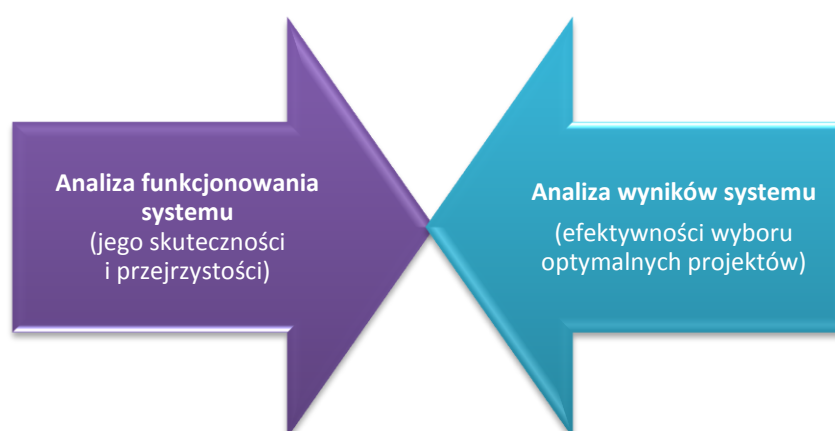 Analiza funkcjonowania
systemu
(jego skuteczności
i przejrzystości)
Analiza wyników systemu
(efektywności wyboru
optymalnych projektów)